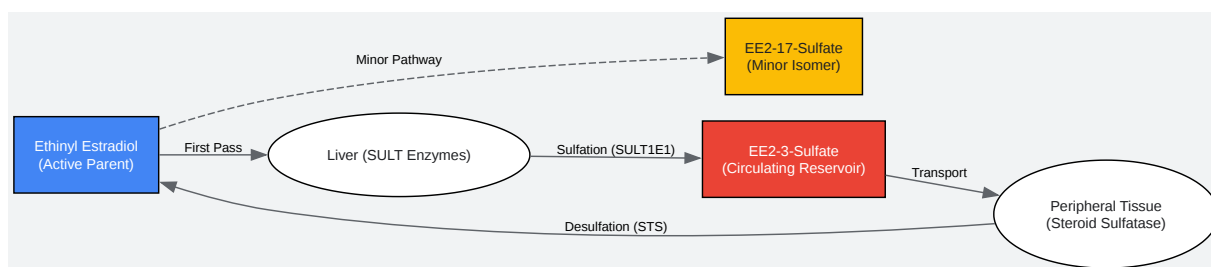 EE2-17-Sulfate
(Minor Isomer)
Minor Pathway
Ethinyl Estradiol
(Active Parent)
First Pass
Liver (SULT Enzymes)
Sulfation (SULT1E1)
EE2-3-Sulfate
(Circulating Reservoir)
Transport
Peripheral Tissue
(Steroid Sulfatase)
Desulfation (STS)